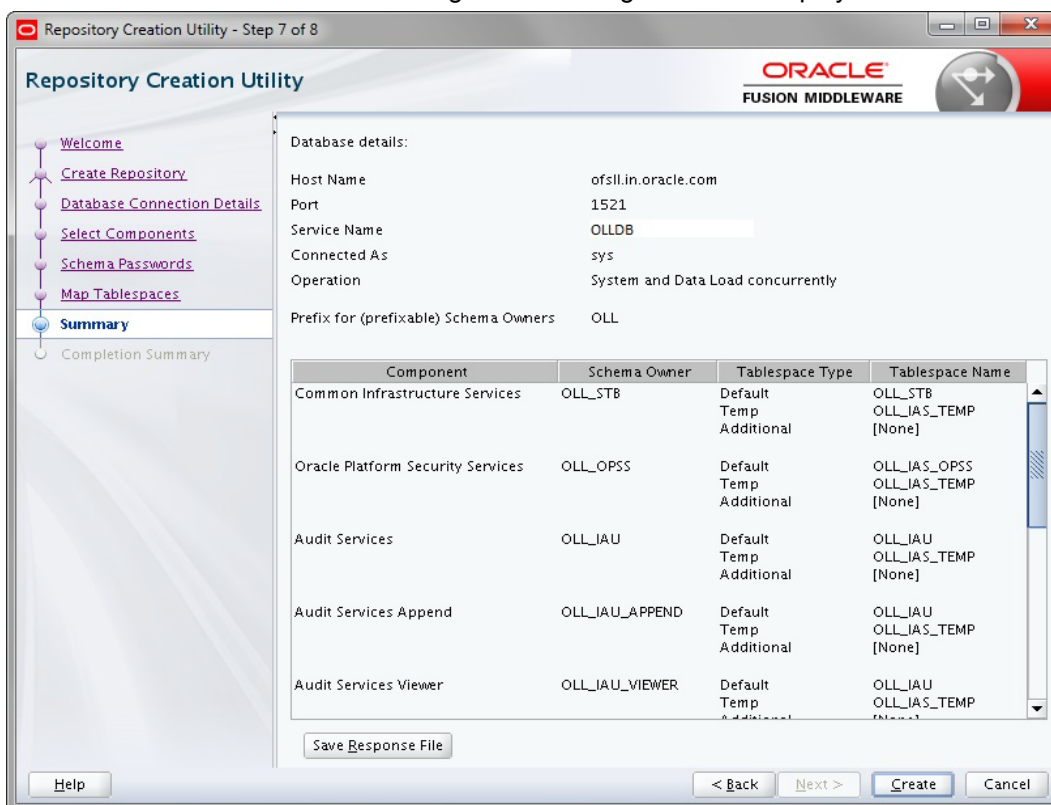 Repository Creation Utility - Step 7 of 8
Repository Creation Utility
ORACLE
FUSION MIDDLEWARE
Welcome
Create Repository
Database Connection Details
Select Components
Schema Passwords
Map Tablespaces
Summary
Completion Summary
Database details:
Host Name ofsll.in.oracle.com
Port 1521
Service Name OLLDB
Connected As sys
Operation System and Data Load concurrently
Prefix for (prefixable) Schema Owners OLL
Component Schema Owner Tablespace Type Tablespace Name
Common Infrastructure Services OLL_STB Default OLL_STB
Temp OLL_IAS_TEMP
Additional [None]
Oracle Platform Security Services OLL_OPSS Default OLL_IAS_OPSS
Temp OLL_IAS_TEMP
Additional [None]
Audit Services OLL_IAU Default OLL_IAU
Temp OLL_IAS_TEMP
Additional [None]
Audit Services Append OLL_IAU_APPEND Default OLL_IAU
Temp OLL_IAS_TEMP
Additional [None]
Audit Services Viewer OLL_IAU_VIEWER Default OLL_IAU
Temp OLL_IAS_TEMP
Save Response File
Help < Back Next > Create Cancel